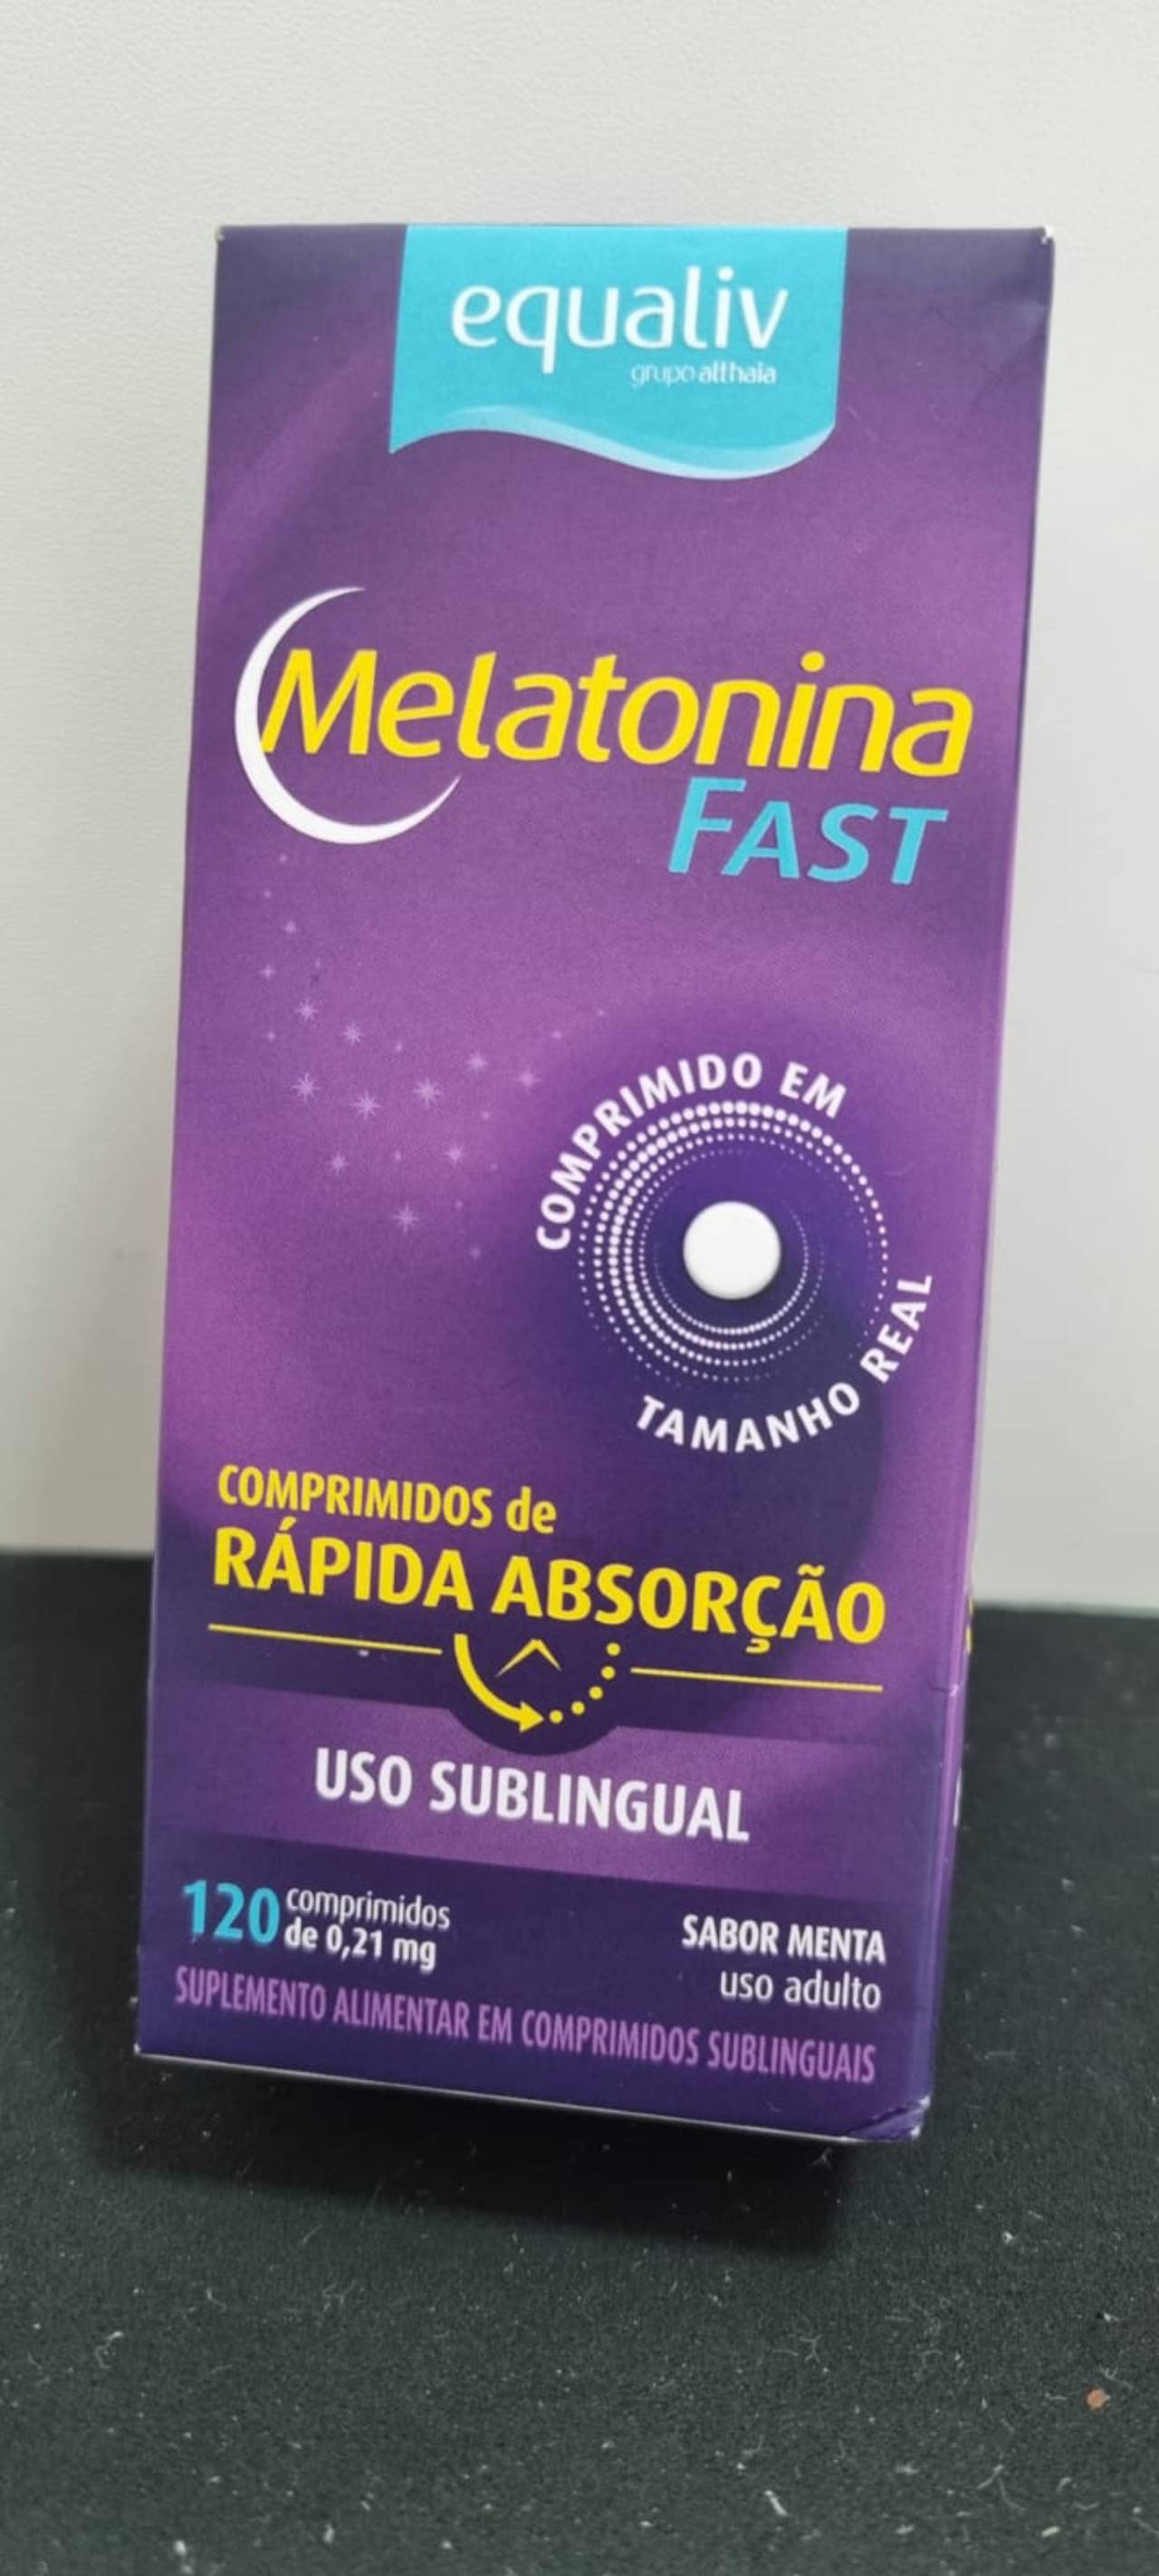 equaliv
grupo althaia
Melatonina
FAST
COMPRIMIDO EM
TAMANHO REAL
COMPRIMIDOS de
RÁPIDA ABSORÇÃO
USO SUBLINGUAL
120 comprimidos
de 0,21 mg
SABOR MENTA
uso adulto
SUPLEMENTO ALIMENTAR EM COMPRIMIDOS SUBLINGUAIS